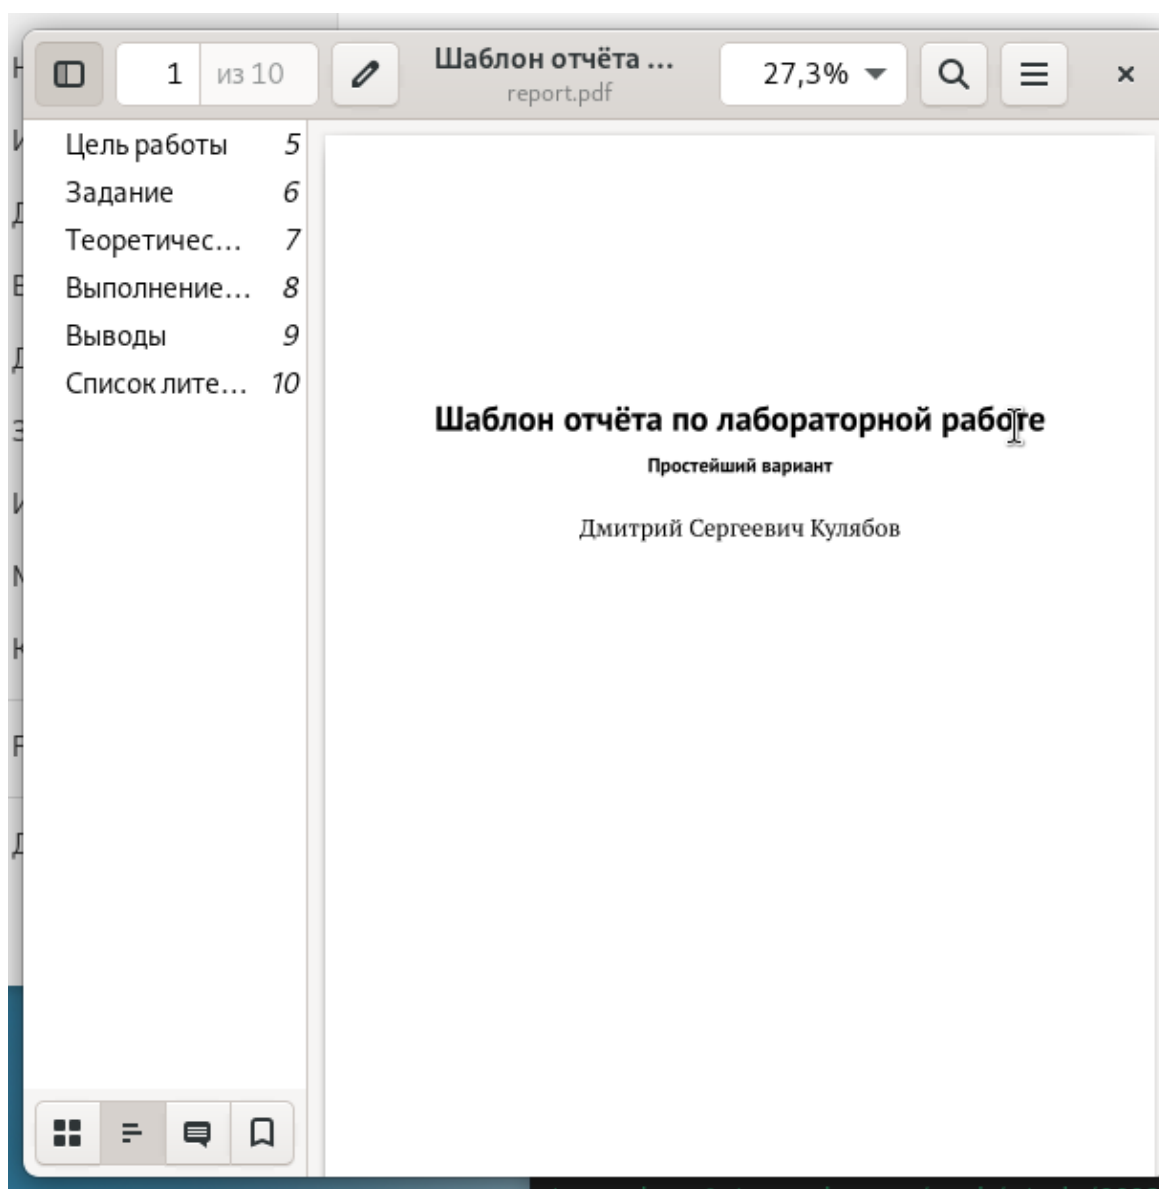 1 из 10
Шаблон отчёта ...
report.pdf
27,3%
Цель работы 5
Задание 6
Теоретичес... 7
Выполнение... 8
Выводы 9
Список лите... 10
Шаблон отчёта по лабораторной работе
Простейший вариант
Дмитрий Сергеевич Кулябов